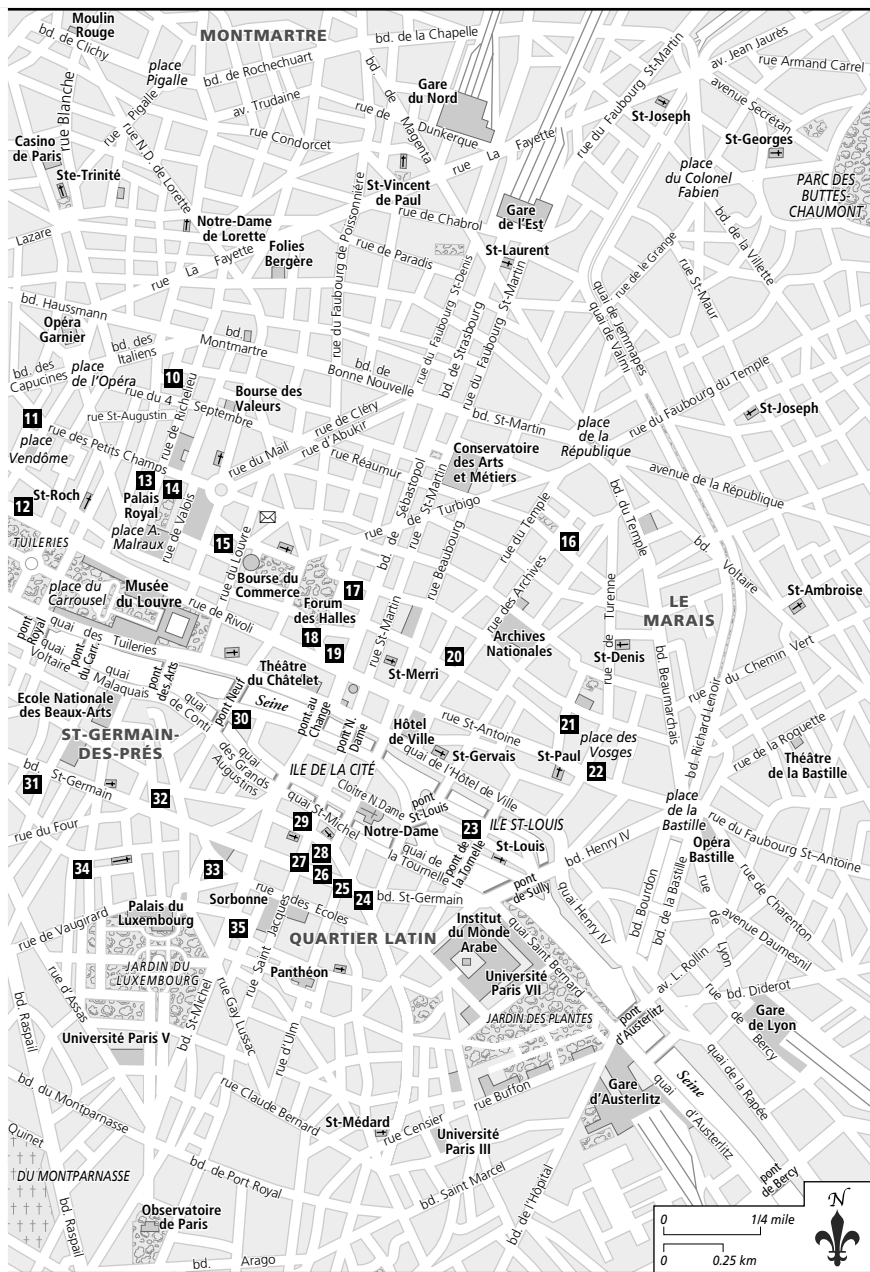 Moulin
Rouge
bd. de Clichy
MONTMARTRE
bd. de la Chapelle
place
Pigalle
bd. de Rochechuart
rue Blanche
rue Pigalle
av. Trudaine
bd. de Magenta
Gare
du Nord
rue de Dunkerque
rue du Faubourg St-Martin
av. Jean Jaurès
rue Armand Carrel
avenue Secrétan
St-Joseph
St-Georges
Casino
de Paris
Ste-Trinité
rue N.D. de Lorette
rue Condorcet
rue La Fayette
St-Vincent
de Paul
place
du Colonel
Fabien
PARC DES
BUTTES-
CHAUMONT
Notre-Dame
de Lorette
rue de Chabrol
Gare
de l'Est
Lazare
Folies
Bergère
rue La Fayette
rue du Faubourg de Poissonnière
rue de Paradis
St-Laurent
rue de le Grange
bd. de la Villette
rue St-Maur
bd. Haussmann
Opéra
Garnier
bd. des
Italiens
bd.
Montmartre
rue du Faubourg St-Denis
bd. de Strasbourg
rue du Faubourg St-Martin
quai de Jemmapes
quai de Valmi
bd. des
Capucines
place
de l'Opéra
10
bd. de
Bonne Nouvelle
rue du 4 Septembre
Bourse des
Valeurs
rue du Faubourg du Temple
St-Joseph
11
rue St-Augustin
rue de Richelieu
rue de Cléry
rue d'Abukir
bd. St-Martin
place
de la
République
place
Vendôme
rue des Petits Champs
rue du Mail
rue Réaumur
Conservatoire
des Arts
et Métiers
avenue de la République
12
St-Roch
13
Palais
Royal
14
bd. de Sébastopol
rue St-Martin
rue de Turbigo
bd. du Temple
TUILERIES
place A.
Malraux
rue de Valois
15
rue du Louvre
rue Beaubourg
rue du Temple
16
bd. Voltaire
place du
Carrousel
Musée
du Louvre
Bourse du
Commerce
17
Forum
des Halles
rue des Archives
rue de Turenne
LE
MARAIS
St-Ambroise
pont
Royal
quai des
Tuileries
rue de Rivoli
18
19
rue St-Martin
20
Archives
Nationales
St-Denis
quai
Voltaire
pont
du Carr.
quai
Malaquais
pont
des Arts
Théâtre
du Châtelet
St-Merri
bd. Beaumarchais
rue du Chemin Vert
Ecole Nationale
des Beaux-Arts
quai
de Conti
pont Neuf
30
Seine
pont au
Change
pont N.
Dame
Hôtel
de Ville
rue St-Antoine
21
place des
Vosges
bd. Richard-Lenoir
rue de la Roquette
ST-GERMAIN-
DES-PRÉS
quai
des Grands
Augustins
ILE DE LA CITÉ
St-Gervais
St-Paul
22
Théâtre
de la Bastille
31
bd. St-Germain
32
Cloître N.Dame
quai de l'Hôtel de Ville
pont
St-Louis
quai St-Michel
29
Notre-Dame
23
ILE ST-LOUIS
place
de la
Bastille
rue du Four
Opéra
Bastille
rue du Faubourg St-Antoine
34
33
27
28
26
quai de
la Tournelle
pont de
la Tornelle
St-Louis
bd. Henry IV
25
24
bd. St-Germain
pont
de Sully
quai Henry IV
bd. Bourdon
bd. de la Bastille
rue de Lyon
rue de Charenton
avenue Daumesnil
rue de Vaugirard
Palais du
Luxembourg
Sorbonne
35
rue des Ecoles
rue Saint Jacques
QUARTIER LATIN
Institut
du Monde
Arabe
quai Saint Bernard
JARDIN DU
LUXEMBOURG
Panthéon
Université
Paris VII
av. L. Rollin
bd. Diderot
rue d'Assas
bd. Raspail
bd. St-Michel
rue Gay Lussac
rue d'Ulm
JARDIN DES PLANTES
pont
d'Austerlitz
rue de Bercy
Gare
de Lyon
Université Paris V
quai de la Rapée
bd. du Montparnasse
rue Claude Bernard
rue Buffon
Gare
d'Austerlitz
Seine
quai d'Austerlitz
Quinet
St-Médard
rue Censier
Université
Paris III
DU MONTPARNASSE
bd. de Port Royal
bd. Saint Marcel
bd. de l'Hôpital
pont
de Bercy
bd. Raspail
Observatoire
de Paris
bd. Arago
N
0 1/4 mile
0 0.25 km